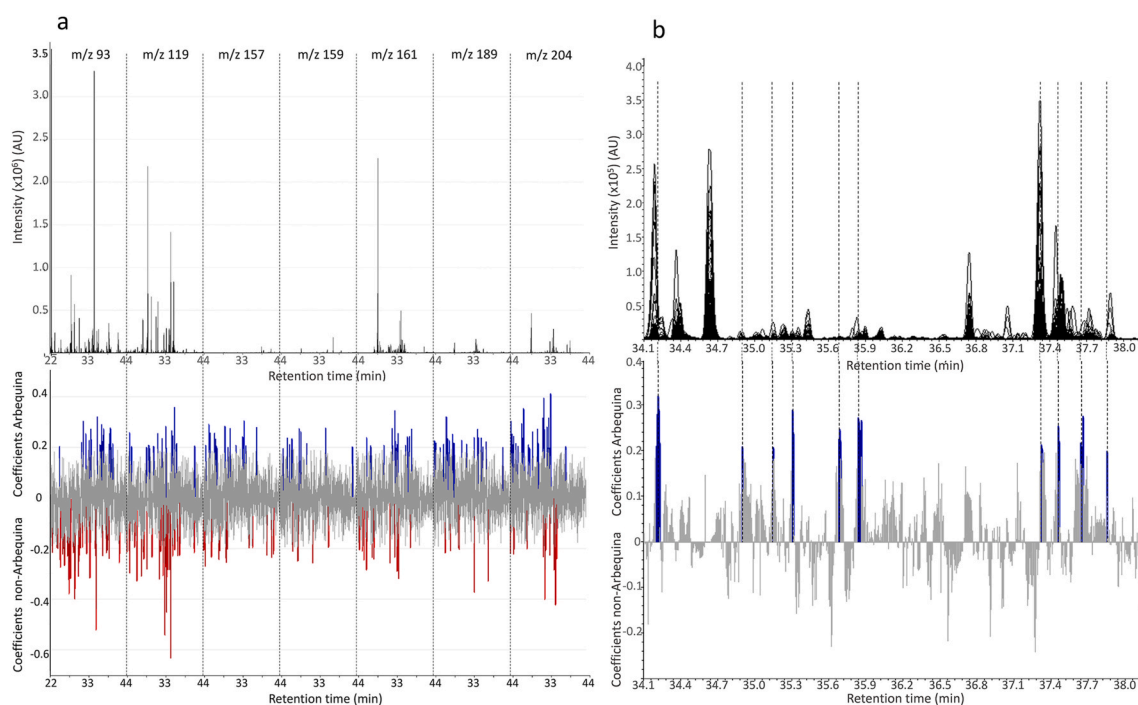 a
m/z 93 m/z 119 m/z 157 m/z 159 m/z 161 m/z 189 m/z 204
Intensity (x10⁶) (AU)
3.5
3.0
2.5
2.0
1.5
1.0
0.5
22 33 44 33 44 33 44 33 44 33 44 33 44 33 44
Retention time (min)
Coefficients non-Arbequina Coefficients Arbequina
0.4
0.2
0
-0.2
-0.4
-0.6
22 33 44 33 44 33 44 33 44 33 44 33 44 33 44
Retention time (min)
b
Intensity (x10⁵) (AU)
4.0
3.5
3.0
2.5
2.0
1.5
1.0
0.5
34.1 34.4 34.7 35.0 35.3 35.6 35.9 36.2 36.5 36.8 37.1 37.4 37.7 38.0
Retention time (min)
Coefficients non-Arbequina Coefficients Arbequina
0.4
0.3
0.2
0.1
0
-0.1
-0.2
34.1 34.4 34.7 35.0 35.3 35.6 35.9 36.2 36.5 36.8 37.1 37.4 37.7 38.0
Retention time (min)